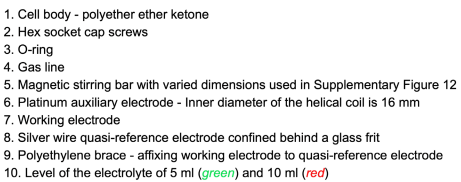 1. Cell body - polyether ether ketone
2. Hex socket cap screws
3. O-ring
4. Gas line
5. Magnetic stirring bar with varied dimensions used in Supplementary Figure 12
6. Platinum auxiliary electrode - Inner diameter of the helical coil is 16 mm
7. Working electrode
8. Silver wire quasi-reference electrode confined behind a glass frit
9. Polyethylene brace - affixing working electrode to quasi-reference electrode
10. Level of the electrolyte of 5 ml (green) and 10 ml (red)